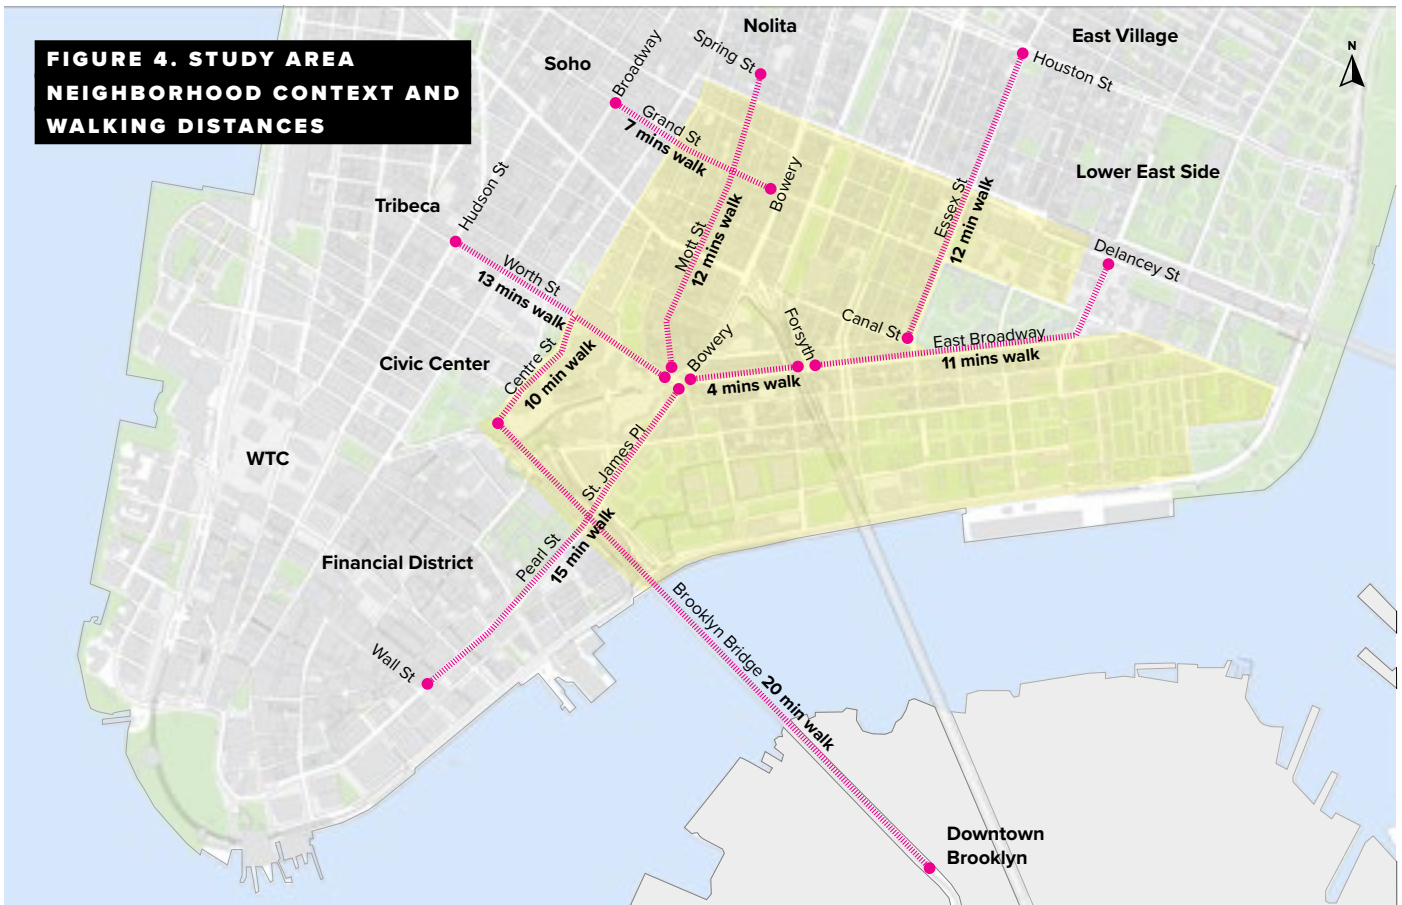 FIGURE 4. STUDY AREA
NEIGHBORHOOD CONTEXT AND
WALKING DISTANCES
Nolita
East Village
N
Soho
Broadway
Spring St
Houston St
Grand St
7 mins walk
Bowery
Lower East Side
Tribeca
Hudson St
Essex St
12 min walk
Mott St
12 mins walk
Delancey St
Worth St
13 mins walk
Canal St
Forsyth
East Broadway
11 mins walk
Bowery
4 mins walk
Civic Center
Centre St
10 min walk
WTC
St. James Pl
Pearl St
15 min walk
Financial District
Brooklyn Bridge 20 min walk
Wall St
Downtown
Brooklyn